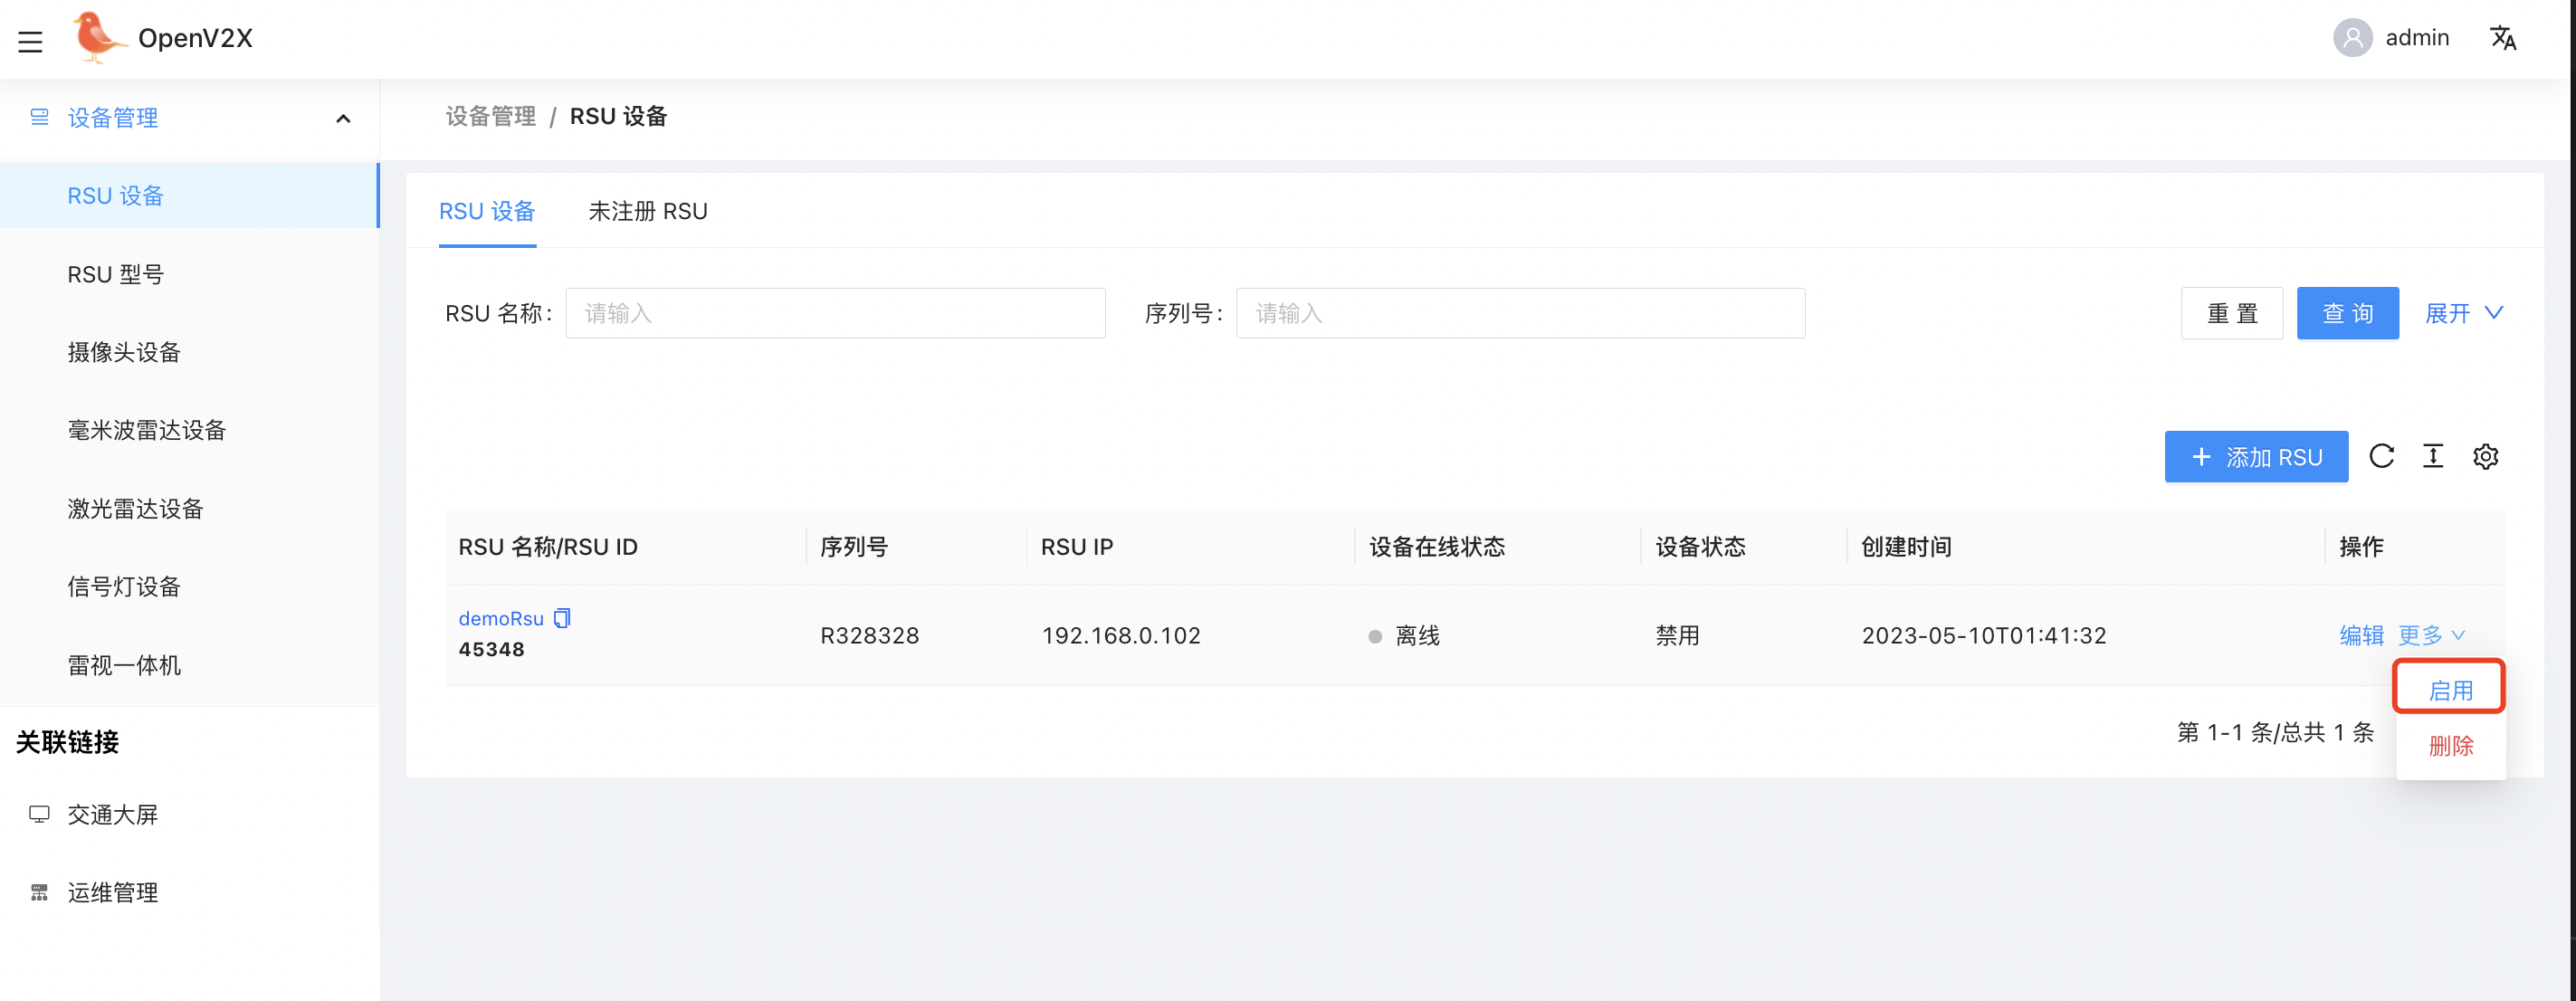 OpenV2X
admin
设备管理
RSU 设备
RSU 型号
摄像头设备
毫米波雷达设备
激光雷达设备
信号灯设备
雷视一体机
关联链接
交通大屏
运维管理
设备管理 / RSU 设备
RSU 设备 未注册 RSU
RSU 名称: 请输入 序列号: 请输入 重 置 查 询 展开
添加 RSU
RSU 名称/RSU ID 序列号 RSU IP 设备在线状态 设备状态 创建时间 操作
demoRsu
45348 R328328 192.168.0.102 离线 禁用 2023-05-10T01:41:32 编辑 更多
启用
删除
第 1-1 条/总共 1 条